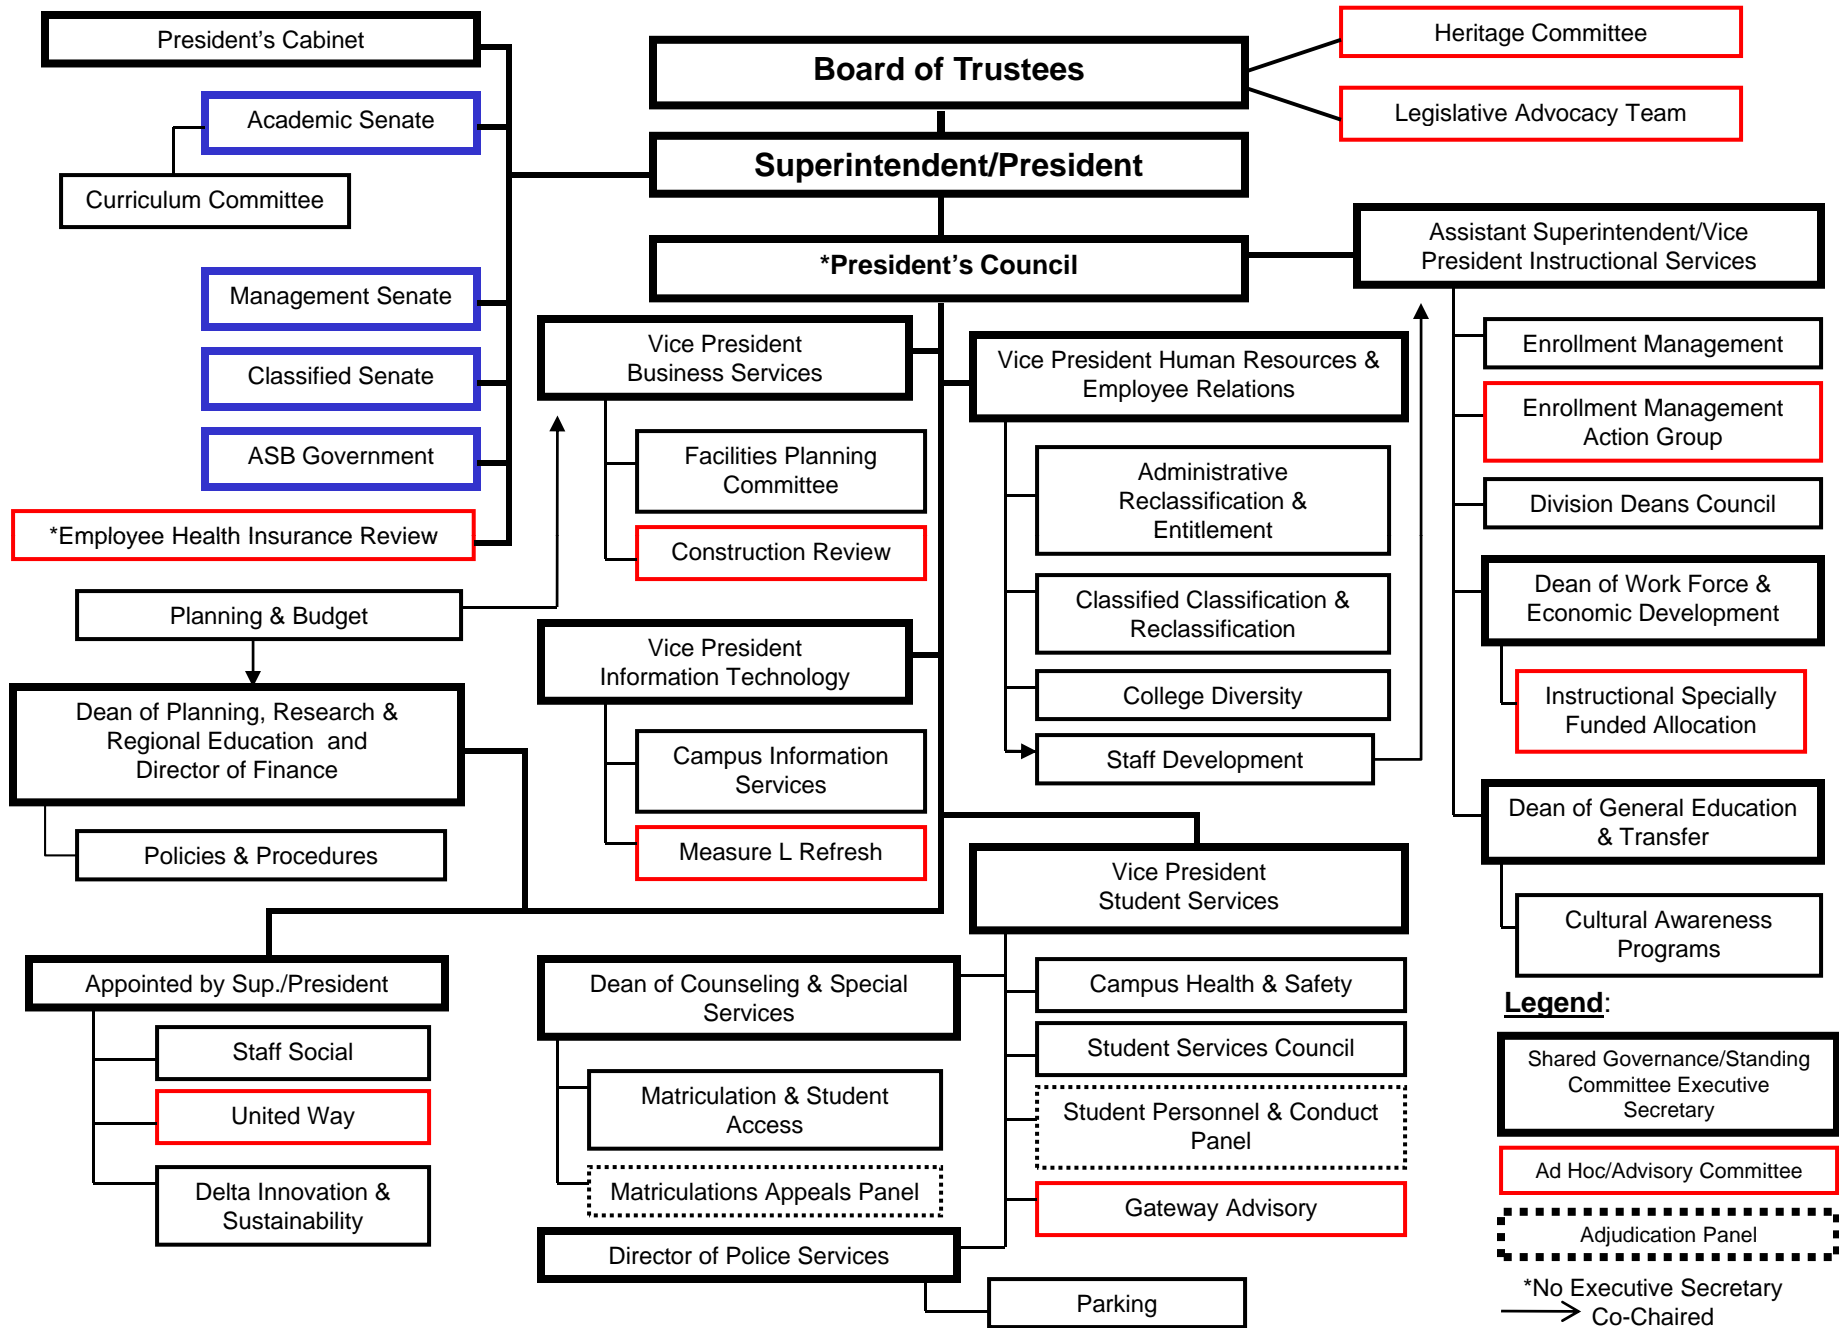 President's Cabinet
Board of Trustees
Heritage Committee
Academic Senate
Legislative Advocacy Team
Superintendent/President
Curriculum Committee
*President's Council
Assistant Superintendent/Vice
President Instructional Services
Management Senate
Classified Senate
ASB Government
*Employee Health Insurance Review
Vice President
Business Services
Facilities Planning
Committee
Construction Review
Vice President Human Resources &
Employee Relations
Administrative
Reclassification &
Entitlement
Classified Classification &
Reclassification
College Diversity
Staff Development
Enrollment Management
Enrollment Management
Action Group
Division Deans Council
Dean of Work Force &
Economic Development
Instructional Specially
Funded Allocation
Dean of General Education
& Transfer
Cultural Awareness
Programs
Planning & Budget
Dean of Planning, Research &
Regional Education and
Director of Finance
Policies & Procedures
Vice President
Information Technology
Campus Information
Services
Measure L Refresh
Vice President
Student Services
Appointed by Sup./President
Staff Social
United Way
Delta Innovation &
Sustainability
Dean of Counseling & Special
Services
Matriculation & Student
Access
Matriculations Appeals Panel
Director of Police Services
Parking
Campus Health & Safety
Student Services Council
Student Personnel & Conduct
Panel
Gateway Advisory
Legend:
Shared Governance/Standing
Committee Executive
Secretary
Ad Hoc/Advisory Committee
Adjudication Panel
*No Executive Secretary
Co-Chaired